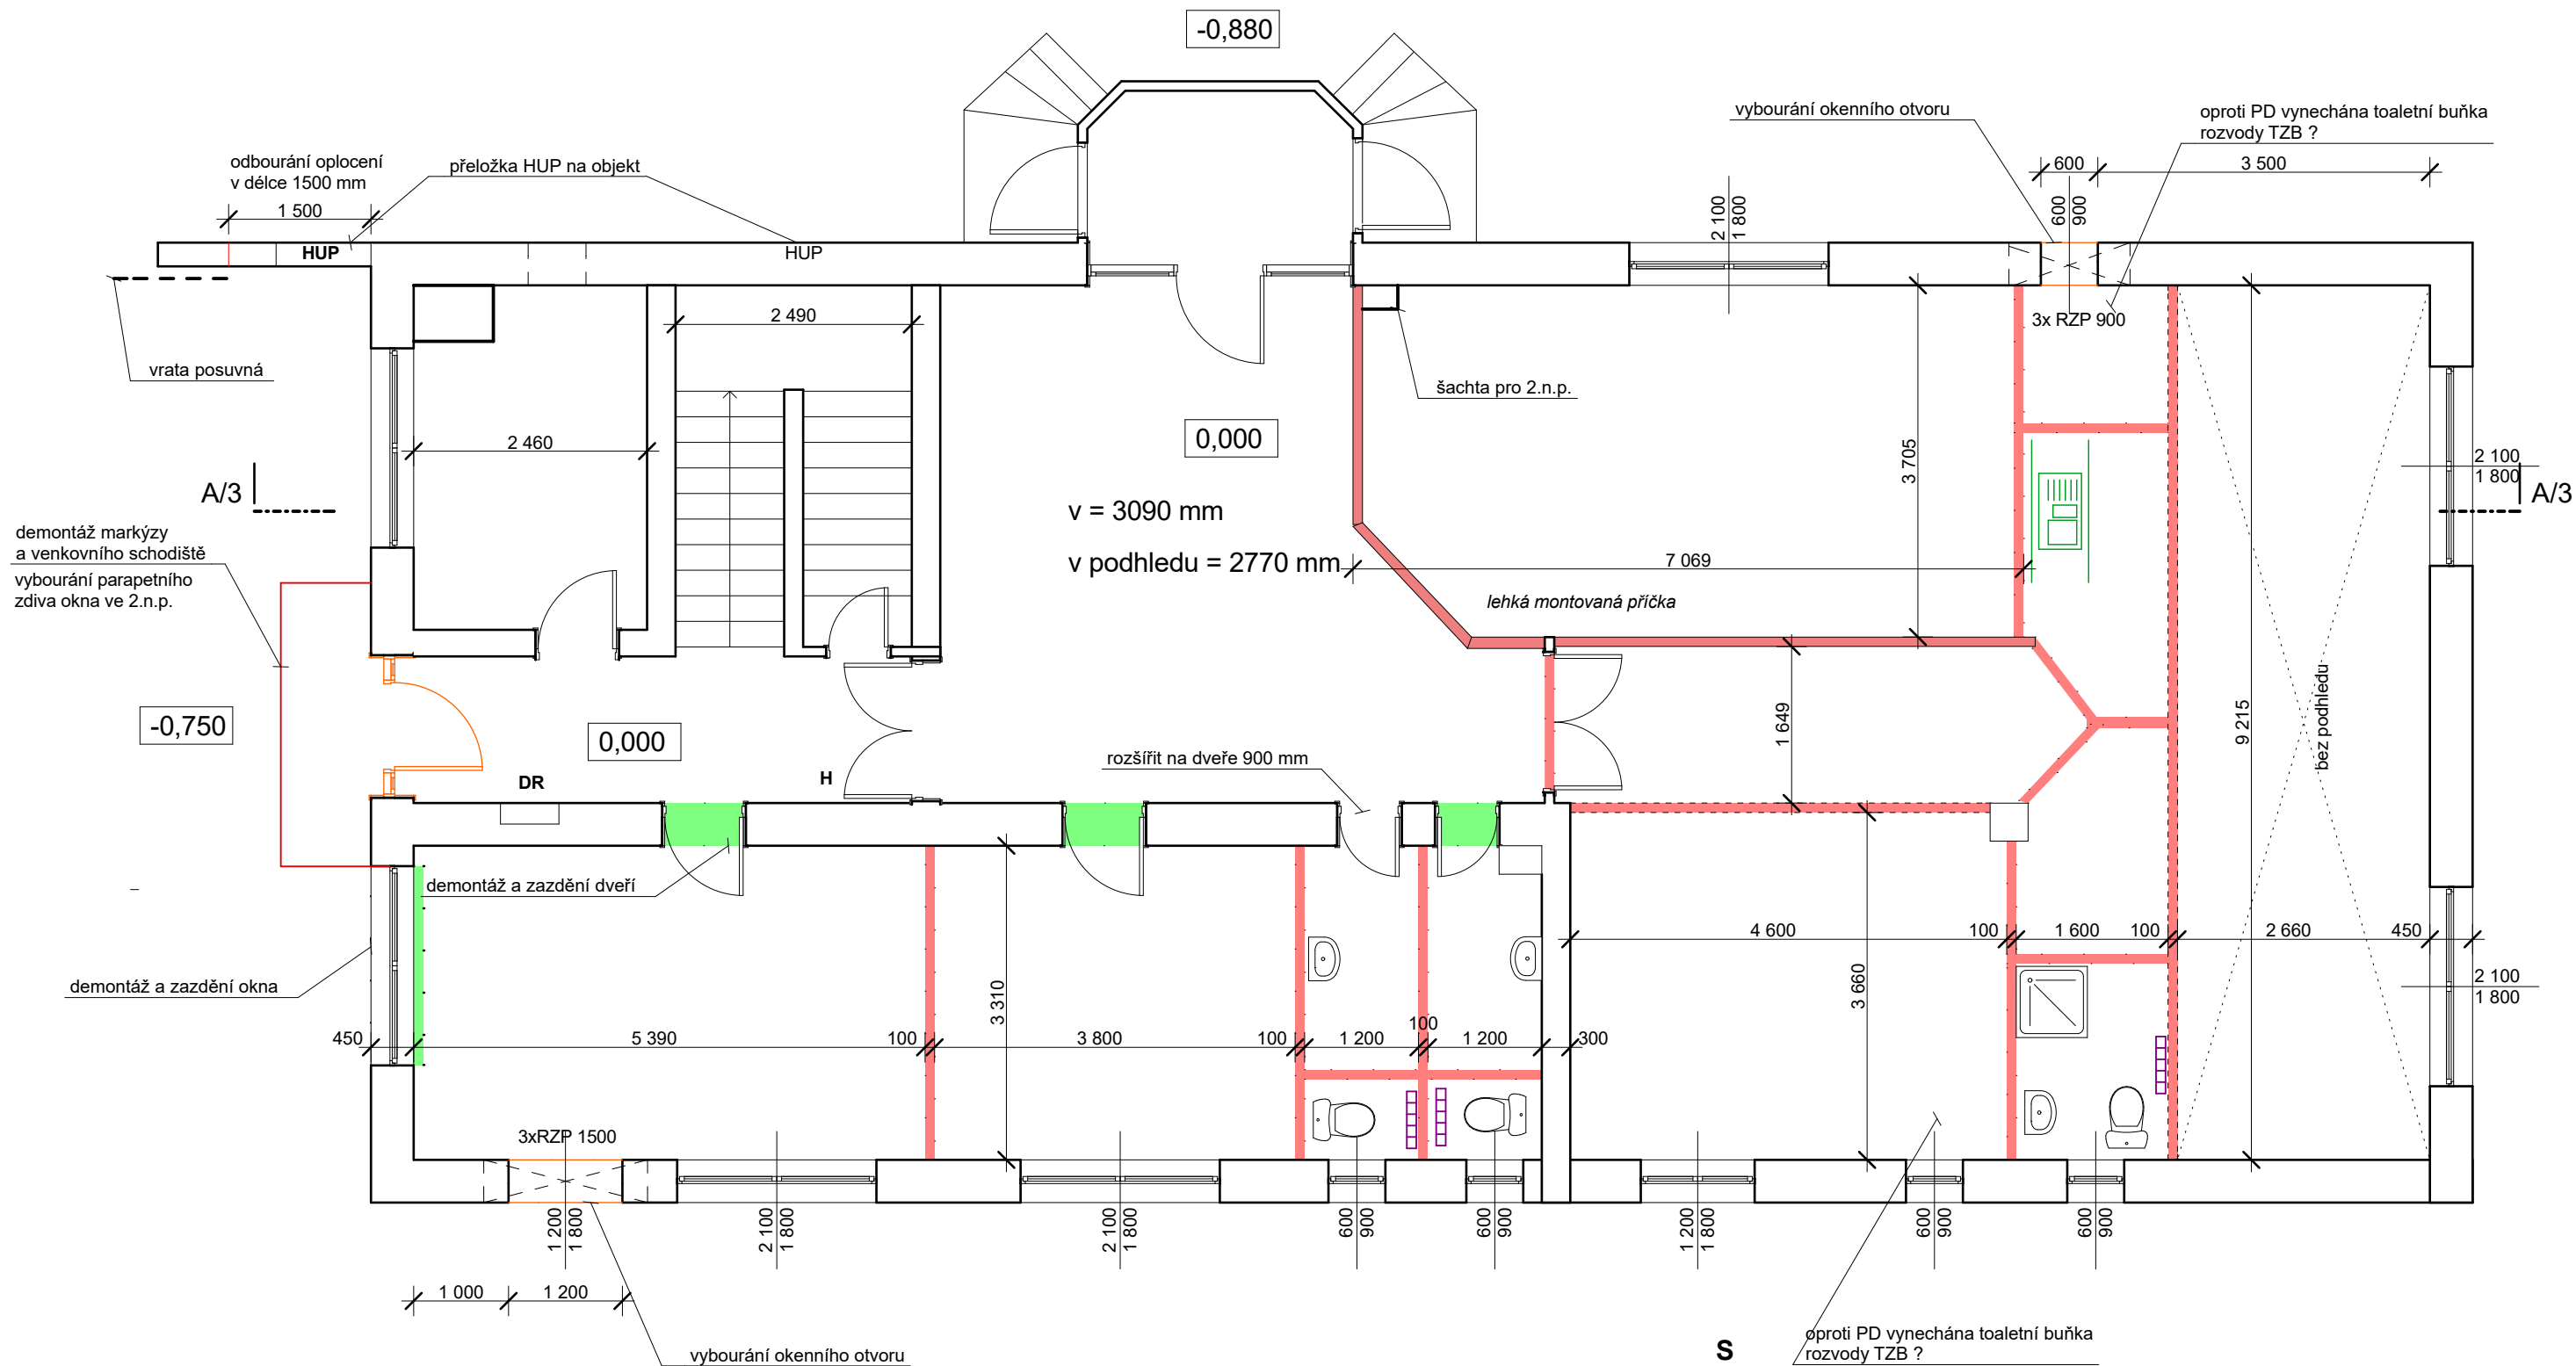 -0,880
vybourání okenního otvoru
oproti PD vynechána toaletní buňka
rozvody TZB ?
odbourání oplocení
v délce 1500 mm
přeložka HUP na objekt
600
3 500
1 500
2 100
1 800
600
900
HUP
HUP
2 490
3x RZP 900
vrata posuvná
šachta pro 2.n.p.
2 460
0,000
3 705
2 100
1 800
A/3
A/3
v = 3090 mm
demontáž markýzy
a venkovního schodiště
vybourání parapetního
zdiva okna ve 2.n.p.
v podhledu = 2770 mm
7 069
lehká montovaná příčka
-0,750
0,000
1 649
9 215
bez podhledu
rozšířit na dveře 900 mm
DR
H
demontáž a zazdění dveří
4 600
100
1 600
100
2 660
450
demontáž a zazdění okna
3 310
3 660
2 100
1 800
450
5 390
100
3 800
100
1 200
100
1 200
300
3xRZP 1500
1 200
1 800
2 100
1 800
2 100
1 800
600
900
600
900
1 200
1 800
600
900
600
900
1 000
1 200
vybourání okenního otvoru
S
oproti PD vynechána toaletní buňka
rozvody TZB ?